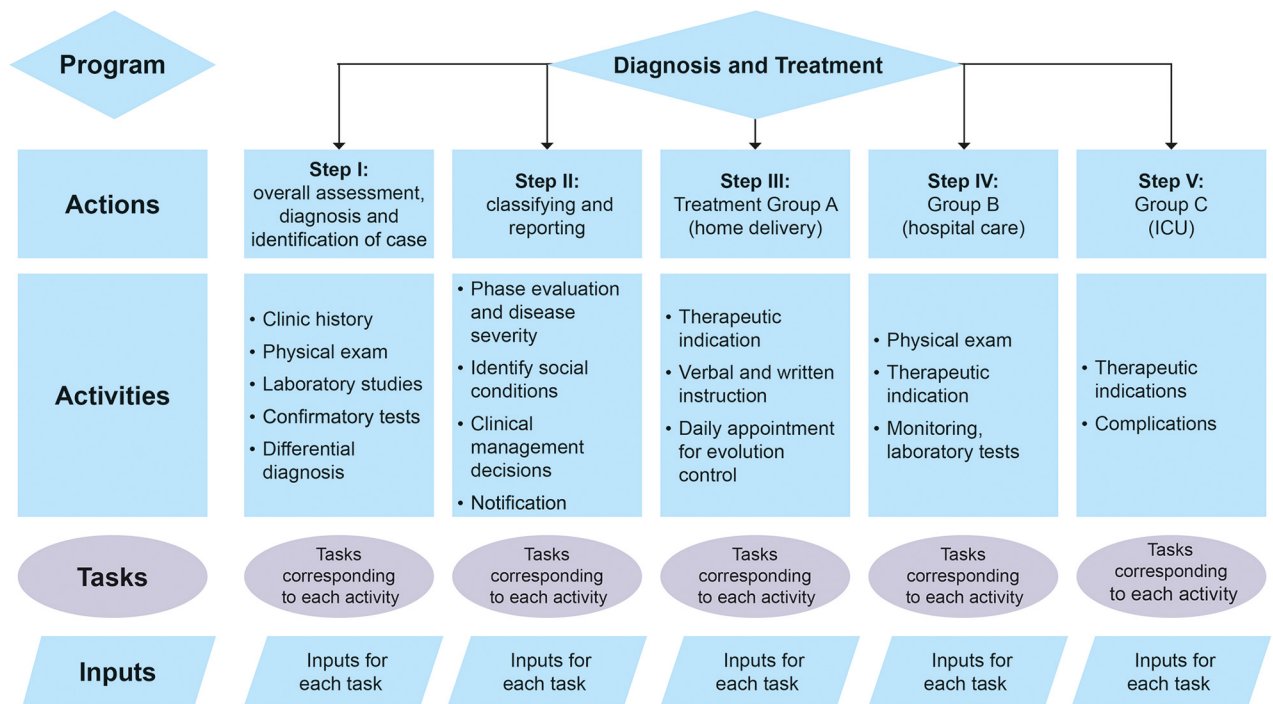 Program
Diagnosis and Treatment
Actions
Step I:
overall assessment,
diagnosis and
identification of case
Step II:
classifying and
reporting
Step III:
Treatment Group A
(home delivery)
Step IV:
Group B
(hospital care)
Step V:
Group C
(ICU)
Activities
• Clinic history
• Physical exam
• Laboratory studies
• Confirmatory tests
• Differential
diagnosis
• Phase evaluation
and disease
severity
• Identify social
conditions
• Clinical
management
decisions
• Notification
• Therapeutic
indication
• Verbal and written
instruction
• Daily appointment
for evolution
control
• Physical exam
• Therapeutic
indication
• Monitoring,
laboratory tests
• Therapeutic
indications
• Complications
Tasks
Tasks
corresponding
to each activity
Tasks
corresponding
to each activity
Tasks
corresponding
to each activity
Tasks
corresponding
to each activity
Tasks
corresponding
to each activity
Inputs
Inputs for
each task
Inputs for
each task
Inputs for
each task
Inputs for
each task
Inputs for
each task